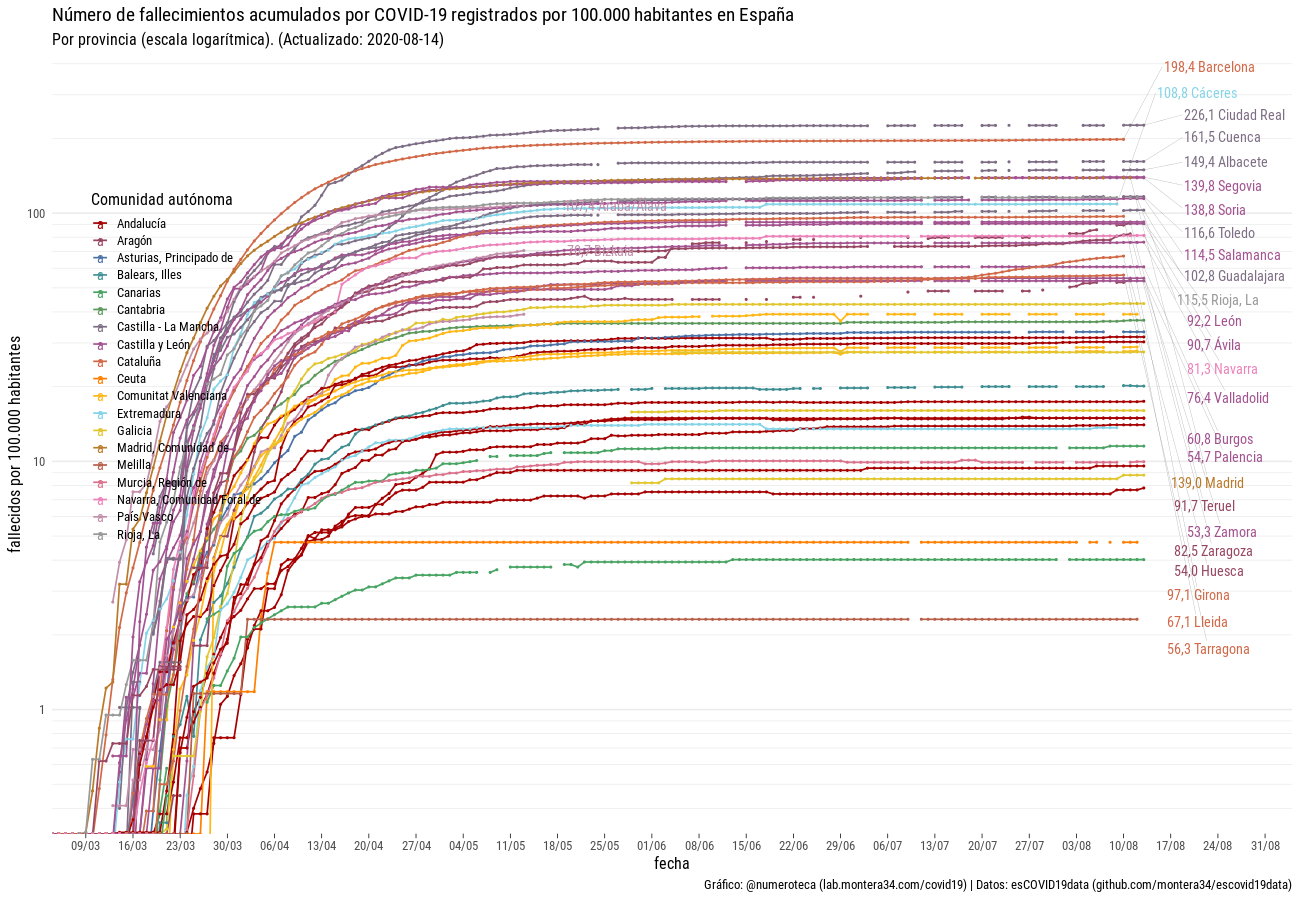 Número de fallecimientos acumulados por COVID-19 registrados por 100.000 habitantes en España
Por provincia (escala logarítmica). (Actualizado: 2020-08-14)
fallecidos por 100.000 habitantes
100
10
1
Comunidad autónoma
Andalucía
Aragón
Asturias, Principado de
Balears, Illes
Canarias
Cantabria
Castilla - La Mancha
Castilla y León
Cataluña
Ceuta
Comunitat Valenciana
Extremadura
Galicia
Madrid, Comunidad de
Melilla
Murcia, Región de
Navarra, Comunidad Foral de
País Vasco
Rioja, La
198,4 Barcelona
108,8 Cáceres
226,1 Ciudad Real
161,5 Cuenca
149,4 Albacete
139,8 Segovia
138,8 Soria
116,6 Toledo
114,5 Salamanca
102,8 Guadalajara
115,5 Rioja, La
92,2 León
90,7 Ávila
81,3 Navarra
76,4 Valladolid
60,8 Burgos
54,7 Palencia
139,0 Madrid
91,7 Teruel
53,3 Zamora
82,5 Zaragoza
54,0 Huesca
97,1 Girona
67,1 Lleida
56,3 Tarragona
09/03 16/03 23/03 30/03 06/04 13/04 20/04 27/04 04/05 11/05 18/05 25/05 01/06 08/06 15/06 22/06 29/06 06/07 13/07 20/07 27/07 03/08 10/08 17/08 24/08 31/08
fecha
Gráfico: @numeroteca (lab.montera34.com/covid19) | Datos: esCOVID19data (github.com/montera34/escovid19data)